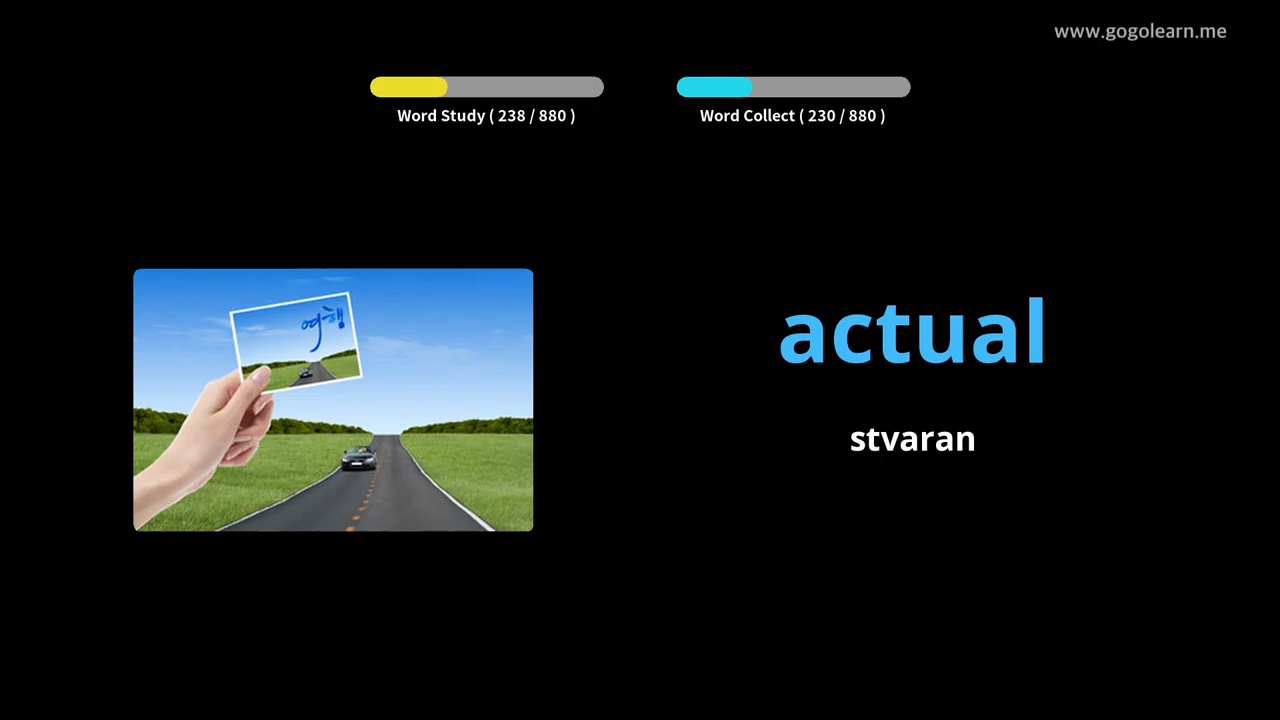 www.gogolearn.me
Word Study ( 238 / 880 )
Word Collect ( 230 / 880 )
여행
actual
stvaran